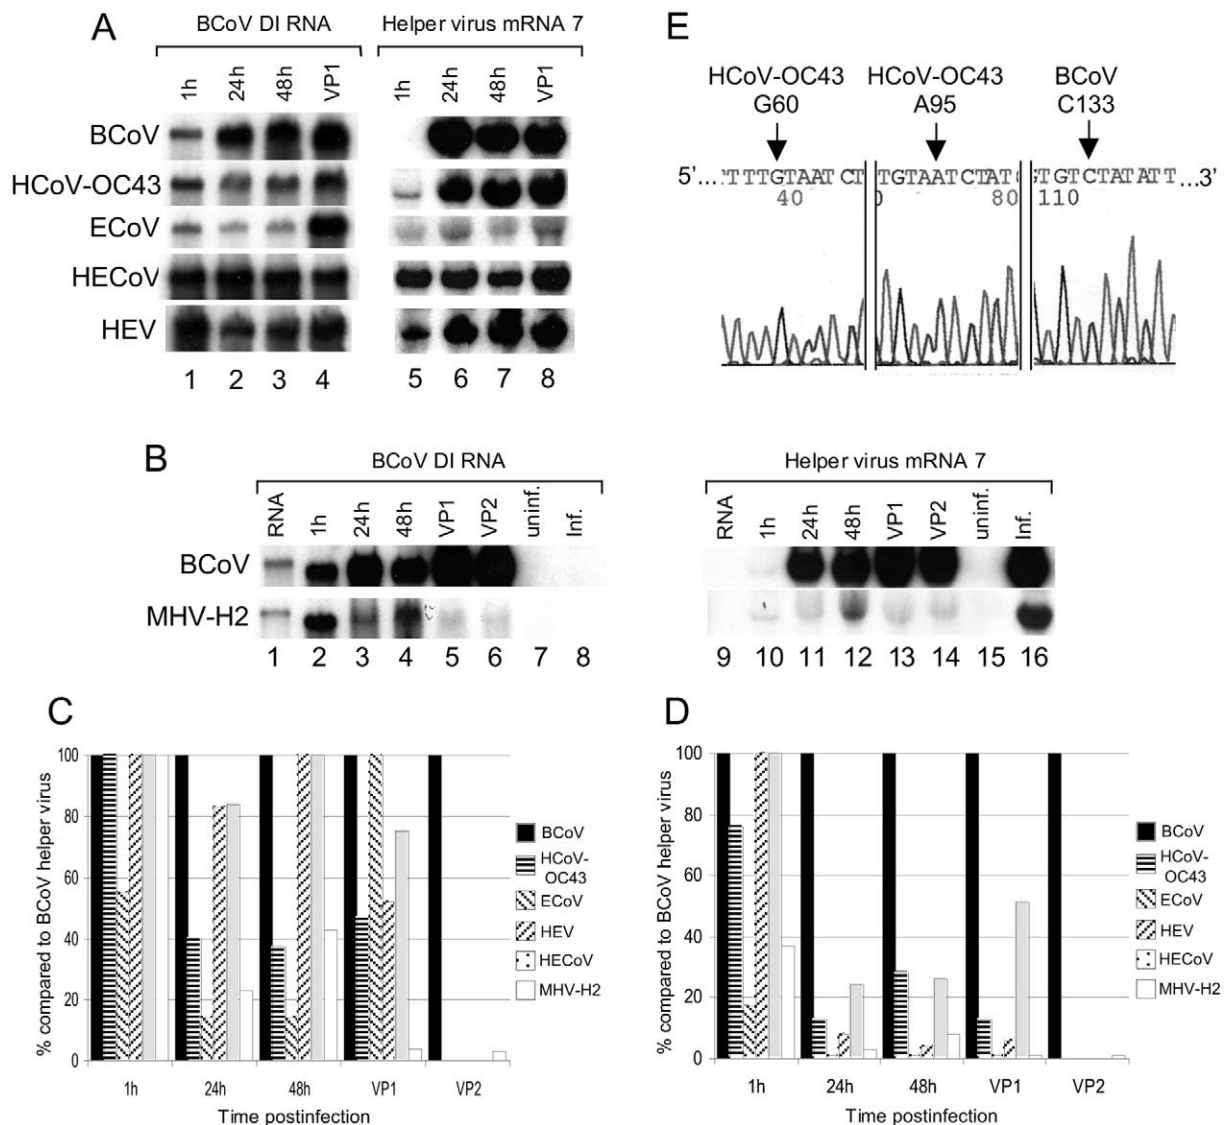 A
BCoV DI RNA
Helper virus mRNA 7
1h 24h 48h VP1
1h 24h 48h VP1
BCoV
HCoV-OC43
ECoV
HECoV
HEV
1 2 3 4
5 6 7 8
E
HCoV-OC43 HCoV-OC43 BCoV
G60 A95 C133
5'... TTTGTAATCT TGTAATCTAT GTGTCTATATT ...3'
40 80 110
B
BCoV DI RNA
Helper virus mRNA 7
RNA 1h 24h 48h VP1 VP2 uninf. Inf.
RNA 1h 24h 48h VP1 VP2 uninf. Inf.
BCoV
MHV-H2
1 2 3 4 5 6 7 8
9 10 11 12 13 14 15 16
C
% compared to BCoV helper virus
100
80
60
40
20
0
1h 24h 48h VP1 VP2
Time postinfection
BCoV
HCoV-
OC43
ECoV
HEV
HECoV
MHV-H2
D
% compared to BCoV helper virus
100
80
60
40
20
0
1h 24h 48h VP1 VP2
Time postinfection
BCoV
HCoV-
OC43
ECoV
HEV
HECoV
MHV-H2